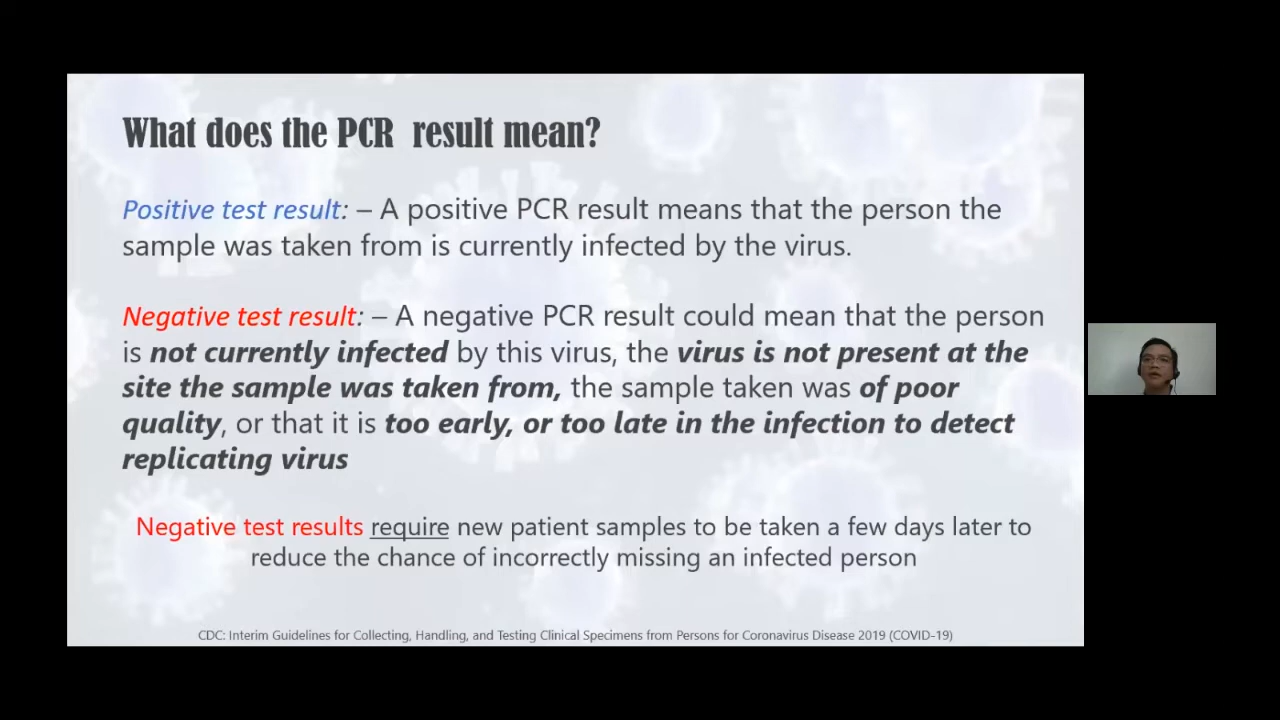 What does the PCR result mean?
Positive test result: – A positive PCR result means that the person the
sample was taken from is currently infected by the virus.
Negative test result: – A negative PCR result could mean that the person
is not currently infected by this virus, the virus is not present at the
site the sample was taken from, the sample taken was of poor
quality, or that it is too early, or too late in the infection to detect
replicating virus
Negative test results require new patient samples to be taken a few days later to
reduce the chance of incorrectly missing an infected person
CDC: Interim Guidelines for Collecting, Handling, and Testing Clinical Specimens from Persons for Coronavirus Disease 2019 (COVID-19)